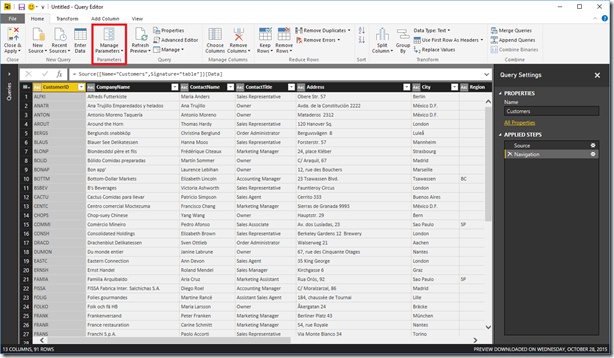 Untitled - Query Editor
File Home Transform Add Column View
Close & Apply New Source Recent Sources Enter Data Manage Parameters Refresh Preview Properties Advanced Editor Manage Choose Columns Remove Columns Keep Rows Remove Rows Remove Duplicates Remove Errors Split Column Group By Data Type: Text Use First Row As Headers Replace Values Merge Queries Append Queries Combine Binaries
Close New Query Parameters Query Manage Columns Reduce Rows Sort Transform Combine
Queries
= Source{[Name="Customers",Signature="table"]}[Data]
CustomerID CompanyName ContactName ContactTitle Address City Region
1 ALFKI Alfreds Futterkiste Maria Anders Sales Representative Obere Str. 57 Berlin
2 ANATR Ana Trujillo Emparedados y helados Ana Trujillo Owner Avda. de la Constitución 2222 México D.F.
3 ANTON Antonio Moreno Taquería Antonio Moreno Owner Mataderos 2312 México D.F.
4 AROUT Around the Horn Thomas Hardy Sales Representative 120 Hanover Sq. London
5 BERGS Berglunds snabbköp Christina Berglund Order Administrator Berguvsvägen 8 Luleå
6 BLAUS Blauer See Delikatessen Hanna Moos Sales Representative Forsterstr. 57 Mannheim
7 BLONP Blondesddsl père et fils Frédérique Citeaux Marketing Manager 24, place Kléber Strasbourg
8 BOLID Bólido Comidas preparadas Martín Sommer Owner C/ Araquil, 67 Madrid
9 BONAP Bon app' Laurence Lebihan Owner 12, rue des Bouchers Marseille
10 BOTTM Bottom-Dollar Markets Elizabeth Lincoln Accounting Manager 23 Tsawassen Blvd. Tsawassen BC
11 BSBEV B's Beverages Victoria Ashworth Sales Representative Fauntleroy Circus London
12 CACTU Cactus Comidas para llevar Patricio Simpson Sales Agent Cerrito 333 Buenos Aires
13 CENTC Centro comercial Moctezuma Francisco Chang Marketing Manager Sierras de Granada 9993 México D.F.
14 CHOPS Chop-suey Chinese Yang Wang Owner Hauptstr. 29 Bern
15 COMMI Comércio Mineiro Pedro Afonso Sales Associate Av. dos Lusíadas, 23 Sao Paulo SP
16 CONSH Consolidated Holdings Elizabeth Brown Sales Representative Berkeley Gardens 12 Brewery London
17 DRACD Drachenblut Delikatessen Sven Ottlieb Order Administrator Walserweg 21 Aachen
18 DUMON Du monde entier Janine Labrune Owner 67, rue des Cinquante Otages Nantes
19 EASTC Eastern Connection Ann Devon Sales Agent 35 King George London
20 ERNSH Ernst Handel Roland Mendel Sales Manager Kirchgasse 6 Graz
21 FAMIA Familia Arquibaldo Aria Cruz Marketing Assistant Rua Orós, 92 Sao Paulo SP
22 FISSA FISSA Fabrica Inter. Salchichas S.A. Diego Roel Accounting Manager C/ Moralzarzal, 86 Madrid
23 FOLIG Folies gourmandes Martine Rancé Assistant Sales Agent 184, chaussée de Tournai Lille
24 FOLKO Folk och fä HB Maria Larsson Owner Åkergatan 24 Bräcke
25 FRANK Frankenversand Peter Franken Marketing Manager Berliner Platz 43 München
26 FRANR France restauration Carine Schmitt Marketing Manager 54, rue Royale Nantes
27 FRANS Franchi S.p.A. Paolo Accorti Sales Representative Via Monte Bianco 34 Torino
Query Settings
PROPERTIES
Name
Customers
All Properties
APPLIED STEPS
Source
Navigation
13 COLUMNS, 91 ROWS
PREVIEW DOWNLOADED ON WEDNESDAY, OCTOBER 28, 2015